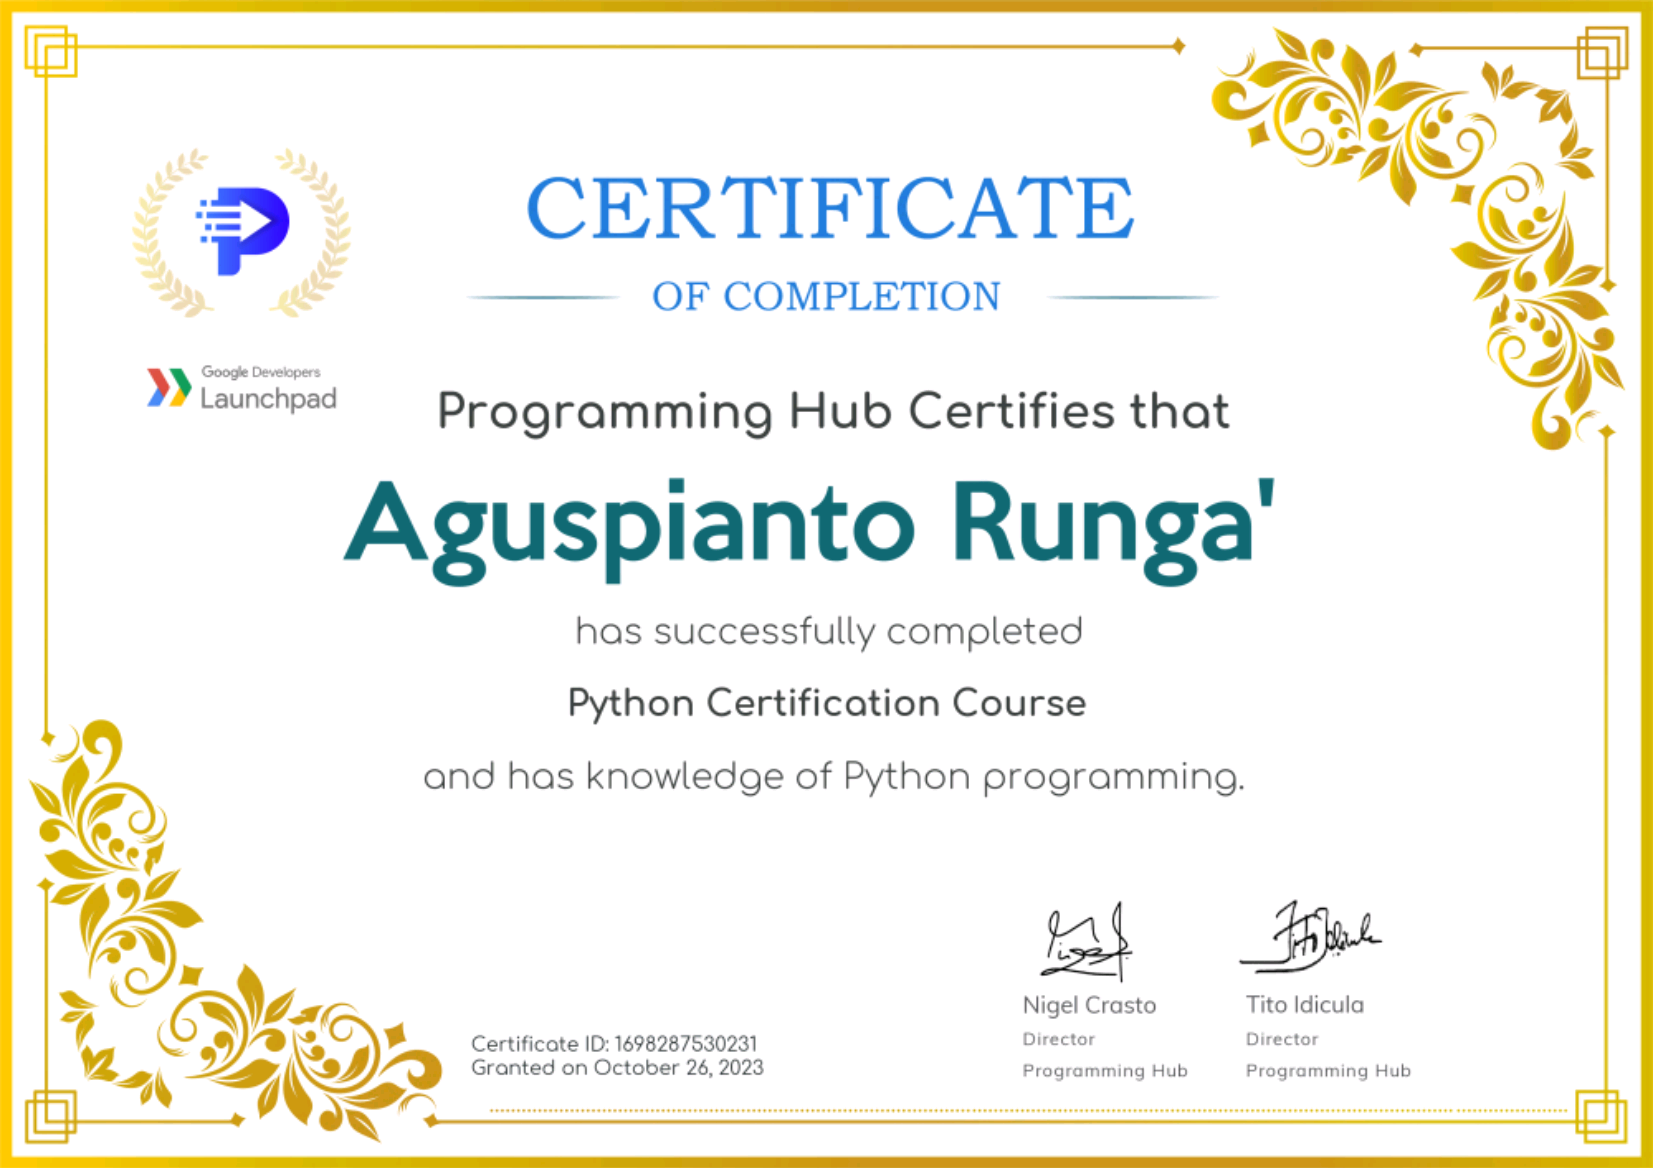 CERTIFICATE
OF COMPLETION
Google Developers
Launchpad
Programming Hub Certifies that
Aguspianto Runga'
has successfully completed
Python Certification Course
and has knowledge of Python programming.
Nigel Crasto
Director
Programming Hub
Tito Idicula
Director
Programming Hub
Certificate ID: 1698287530231
Granted on October 26, 2023